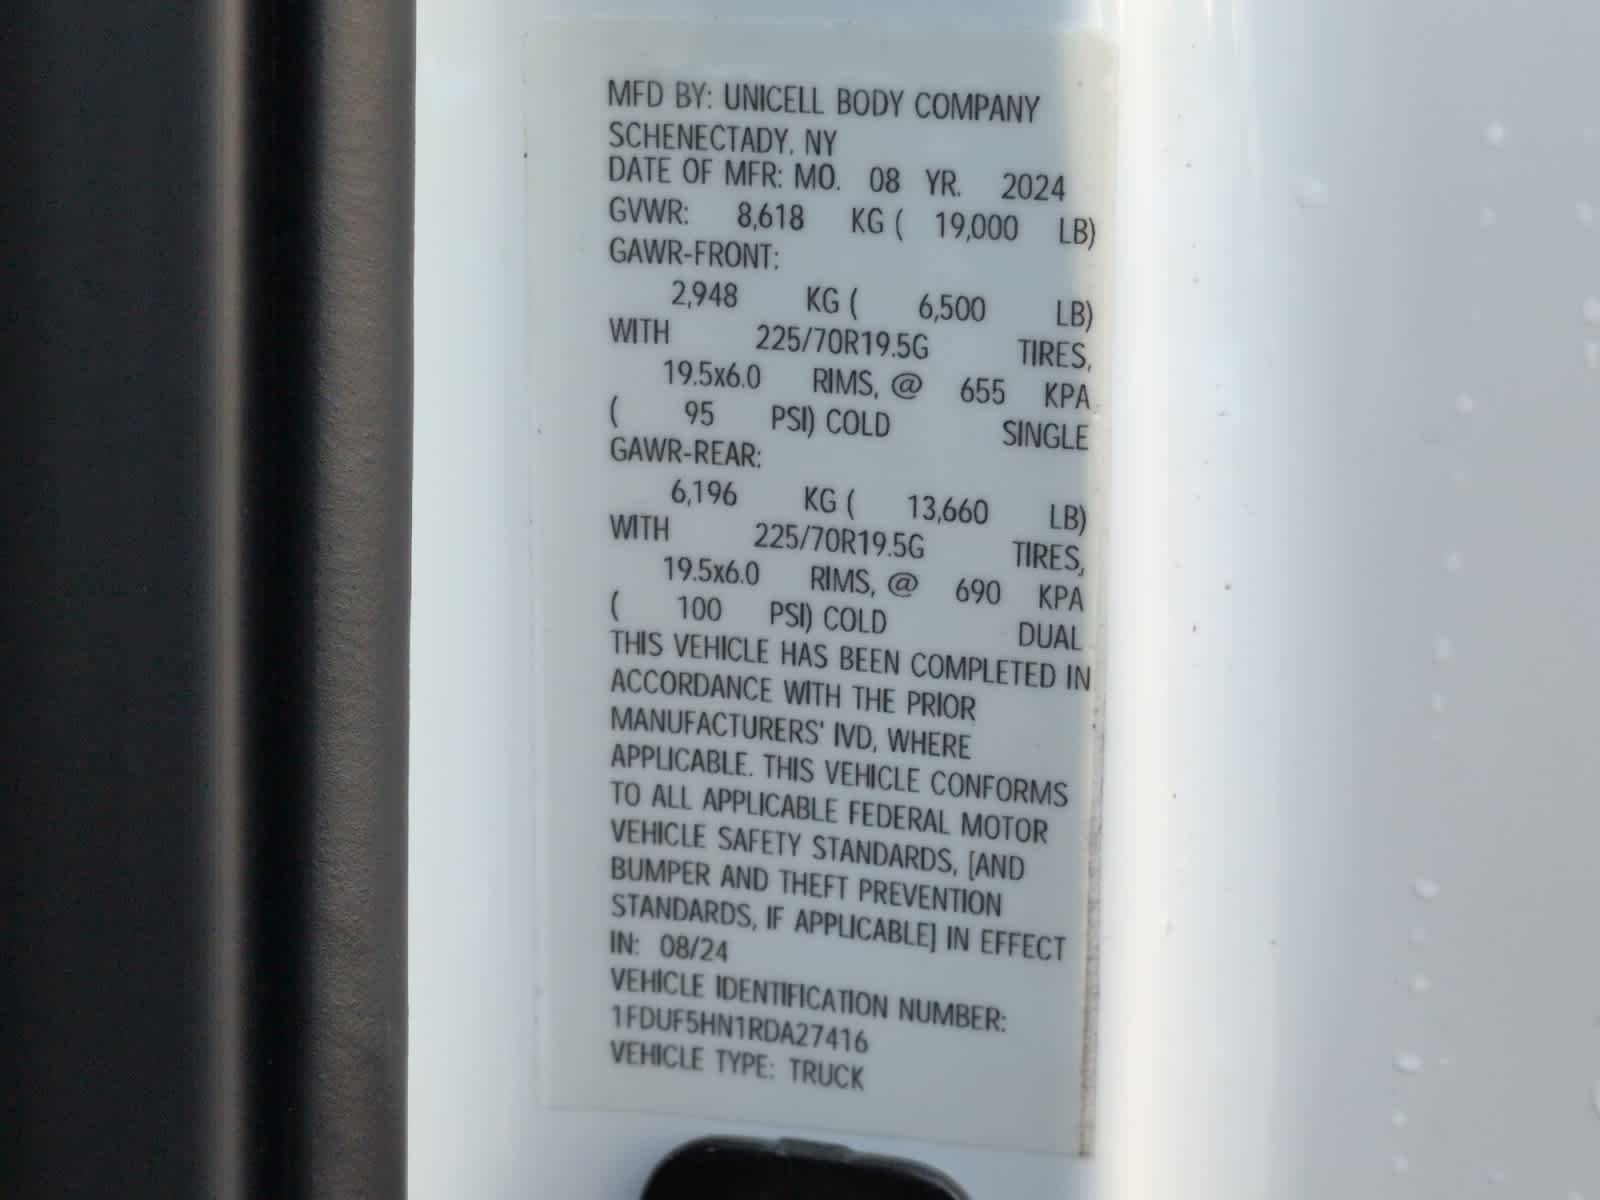 MFD BY: UNICELL BODY COMPANY
SCHENECTADY, NY
DATE OF MFR: MO. 08 YR. 2024
GVWR: 8,618 KG ( 19,000 LB)
GAWR-FRONT:
2,948 KG ( 6,500 LB)
WITH 225/70R19.5G TIRES,
19.5x6.0 RIMS, @ 655 KPA
( 95 PSI) COLD SINGLE
GAWR-REAR:
6,196 KG ( 13,660 LB)
WITH 225/70R19.5G TIRES,
19.5x6.0 RIMS, @ 690 KPA
( 100 PSI) COLD DUAL
THIS VEHICLE HAS BEEN COMPLETED IN
ACCORDANCE WITH THE PRIOR
MANUFACTURERS' IVD, WHERE
APPLICABLE. THIS VEHICLE CONFORMS
TO ALL APPLICABLE FEDERAL MOTOR
VEHICLE SAFETY STANDARDS, [AND
BUMPER AND THEFT PREVENTION
STANDARDS, IF APPLICABLE] IN EFFECT
IN: 08/24
VEHICLE IDENTIFICATION NUMBER:
1FDUF5HN1RDA27416
VEHICLE TYPE: TRUCK